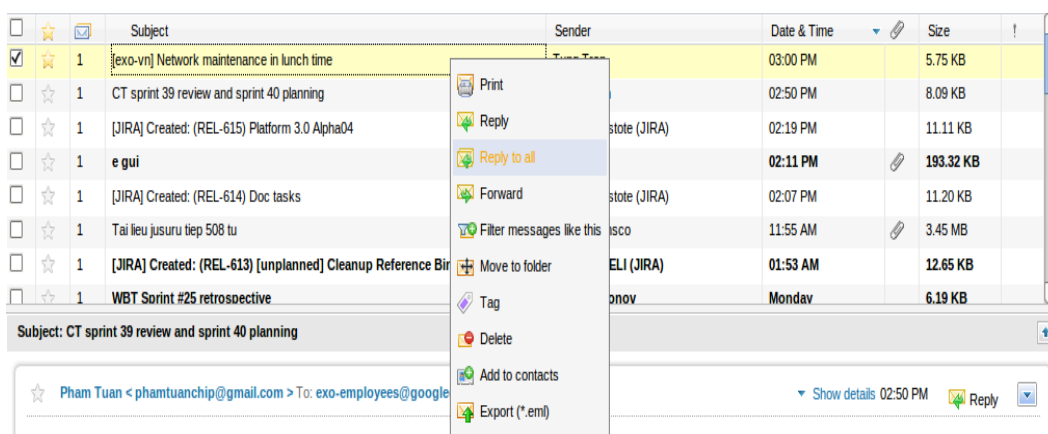 Subject Sender Date & Time Size !
1 [exo-vn] Network maintenance in lunch time 03:00 PM 5.75 KB
Print
1 CT sprint 39 review and sprint 40 planning 02:50 PM 8.09 KB
Reply
1 [JIRA] Created: (REL-615) Platform 3.0 Alpha04 stote (JIRA) 02:19 PM 11.11 KB
Reply to all
1 e gui 02:11 PM 193.32 KB
Forward
1 [JIRA] Created: (REL-614) Doc tasks stote (JIRA) 02:07 PM 11.20 KB
Filter messages like this
1 Tai lieu jusuru tiep 508 tu 11:55 AM 3.45 MB
Move to folder
1 [JIRA] Created: (REL-613) [unplanned] Cleanup Reference Bir ELI (JIRA) 01:53 AM 12.65 KB
Tag
1 WBT Sprint #25 retrospective Monday 6.19 KB
Subject: CT sprint 39 review and sprint 40 planning
Delete
Add to contacts
Pham Tuan < phamtuanchip@gmail.com > To: exo-employees@google Show details 02:50 PM Reply
Export (*.eml)